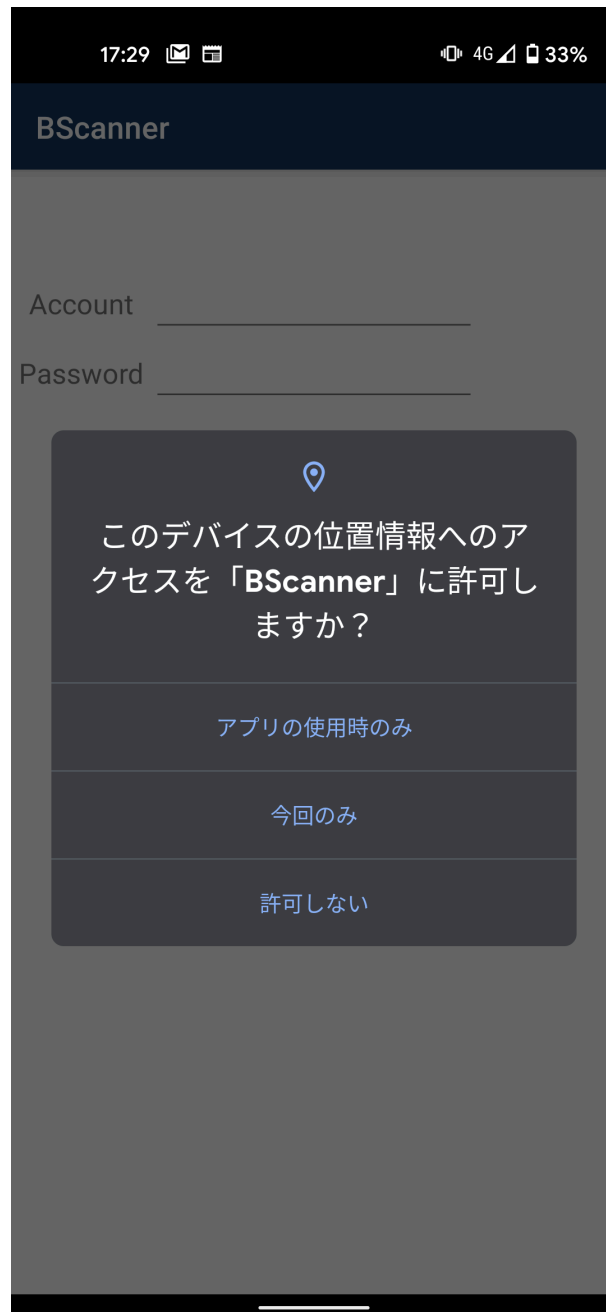 17:29 4G 33%
BScanner
Account
Password
このデバイスの位置情報へのア
クセスを「BScanner」に許可し
ますか？
アプリの使用時のみ
今回のみ
許可しない